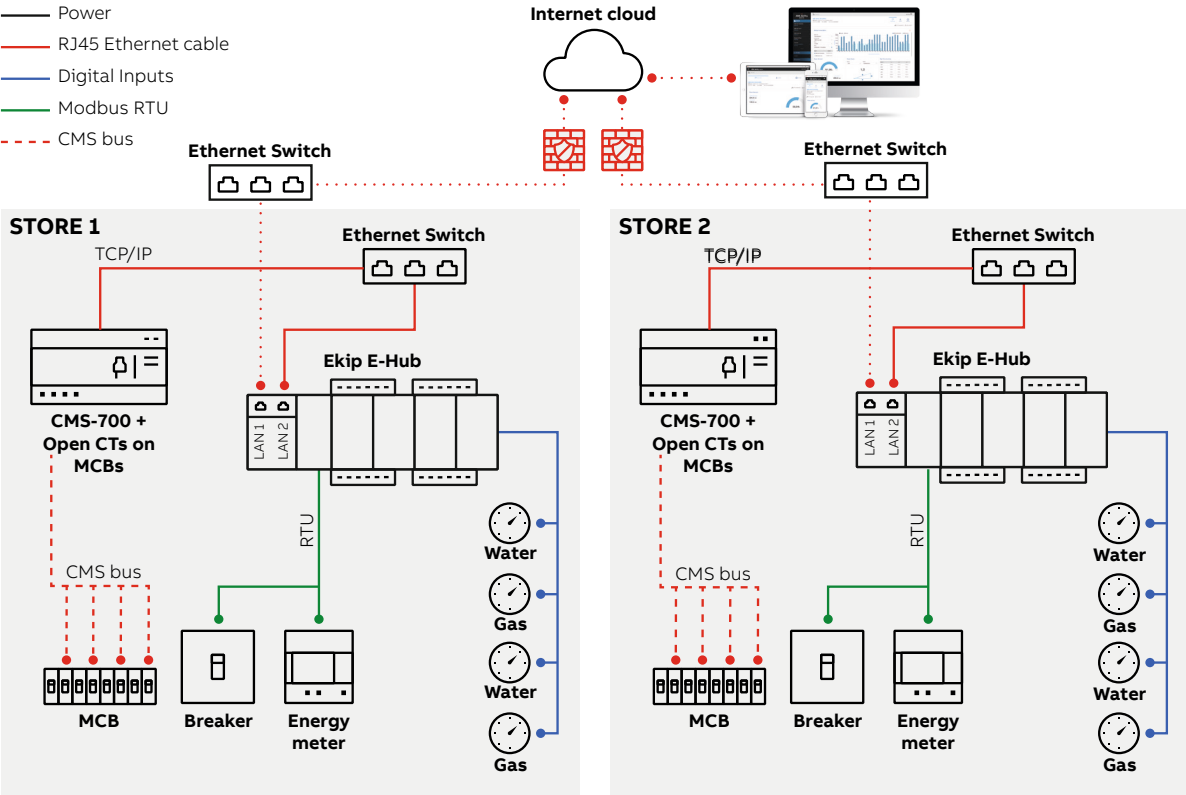 Power
RJ45 Ethernet cable
Digital Inputs
Modbus RTU
CMS bus
Internet cloud
Ethernet Switch
Ethernet Switch
STORE 1
TCP/IP
Ethernet Switch
Ekip E-Hub
LAN 1
LAN 2
CMS-700 +
Open CTs on
MCBs
RTU
CMS bus
Water
Gas
Water
Gas
MCB
Breaker
Energy
meter
STORE 2
TCP/IP
Ethernet Switch
Ekip E-Hub
LAN 1
LAN 2
CMS-700 +
Open CTs on
MCBs
RTU
CMS bus
Water
Gas
Water
Gas
MCB
Breaker
Energy
meter